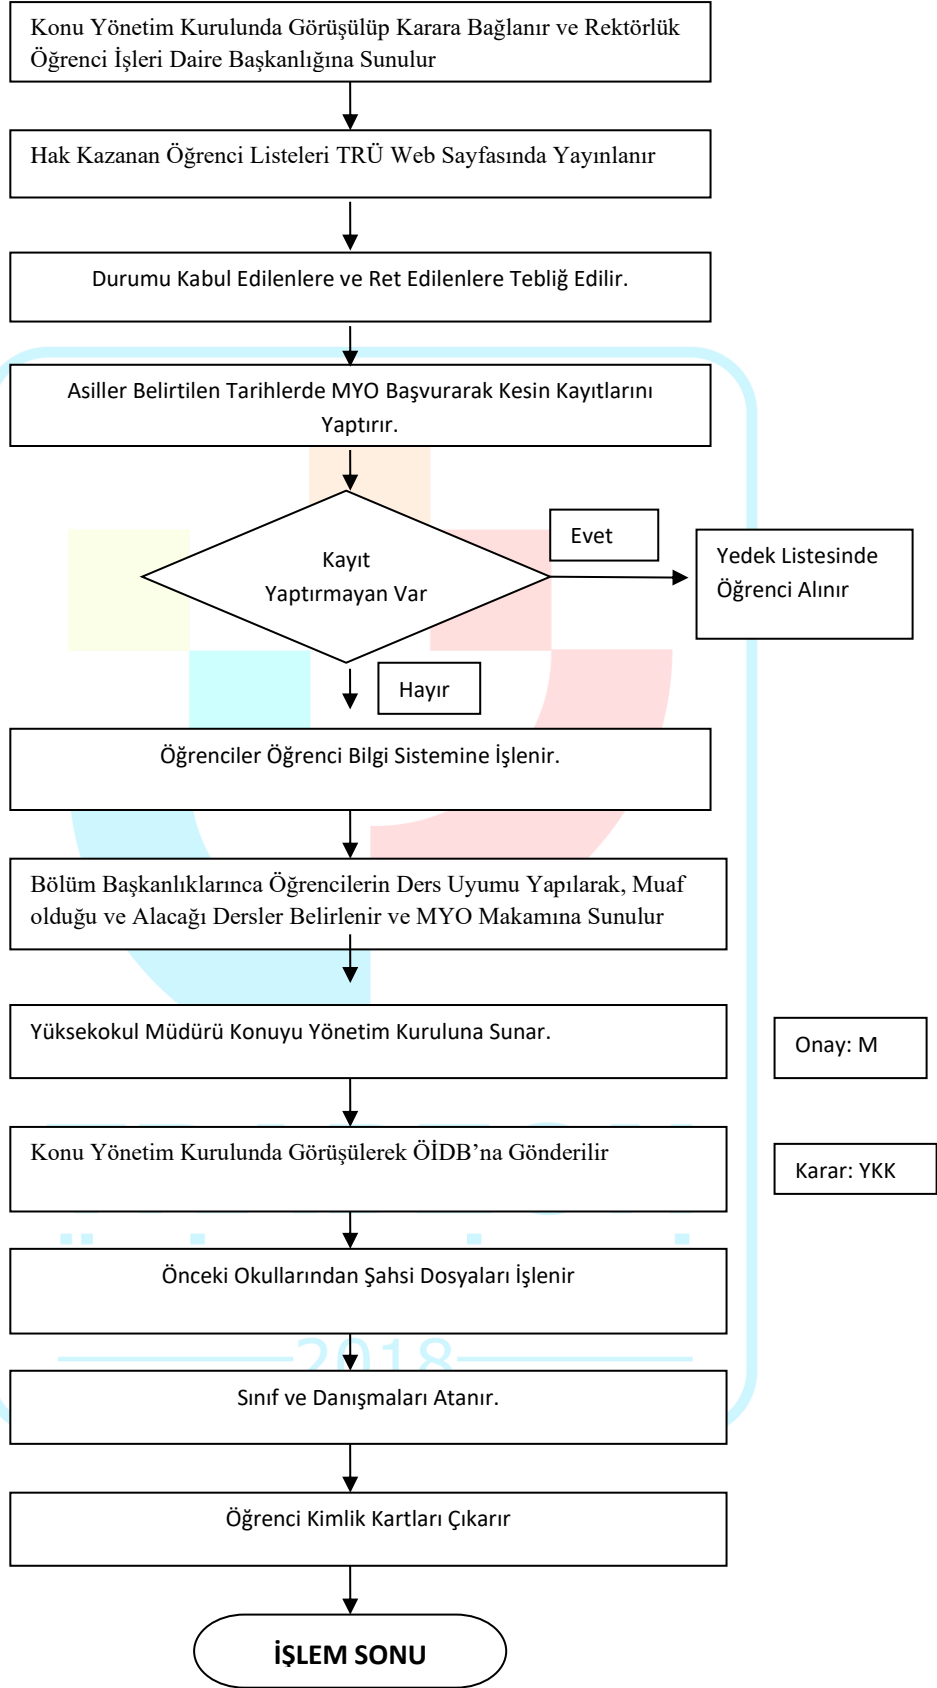 Konu Yönetim Kurulunda Görüşülüp Karara Bağlanır ve Rektörlük
Öğrenci İşleri Daire Başkanlığına Sunulur
Hak Kazanan Öğrenci Listeleri TRÜ Web Sayfasında Yayınlanır
Durumu Kabul Edilenlere ve Ret Edilenlere Tebliğ Edilir.
Asiller Belirtilen Tarihlerde MYO Başvurarak Kesin Kayıtlarını
Yaptırır.
Kayıt
Yaptırmayan Var
Evet
Yedek Listesinde
Öğrenci Alınır
Hayır
Öğrenciler Öğrenci Bilgi Sistemine İşlenir.
Bölüm Başkanlıklarınca Öğrencilerin Ders Uyumu Yapılarak, Muaf
olduğu ve Alacağı Dersler Belirlenir ve MYO Makamına Sunulur
Yüksekokul Müdürü Konuyu Yönetim Kuruluna Sunar.
Onay: M
Konu Yönetim Kurulunda Görüşülerek ÖİDB’na Gönderilir
Karar: YKK
Önceki Okullarından Şahsi Dosyaları İşlenir
2018
Sınıf ve Danışmaları Atanır.
Öğrenci Kimlik Kartları Çıkarır
İŞLEM SONU